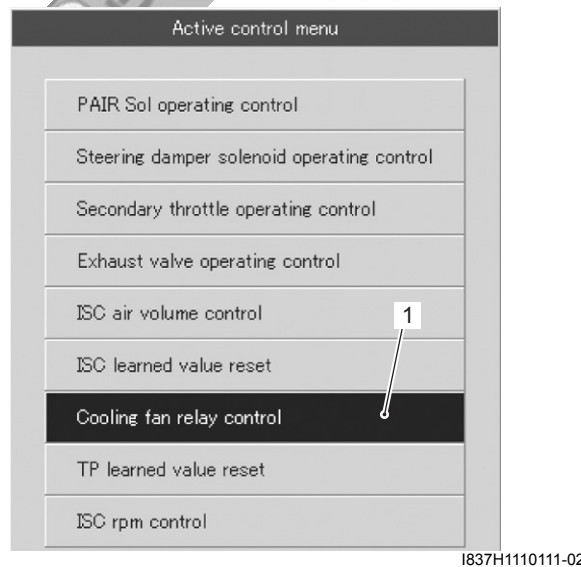 Active control menu
PAIR Sol operating control
Steering damper solenoid operating control
Secondary throttle operating control
Exhaust valve operating control
ISC air volume control
1
ISC learned value reset
Cooling fan relay control
TP learned value reset
ISC rpm control
I837H1110111-02